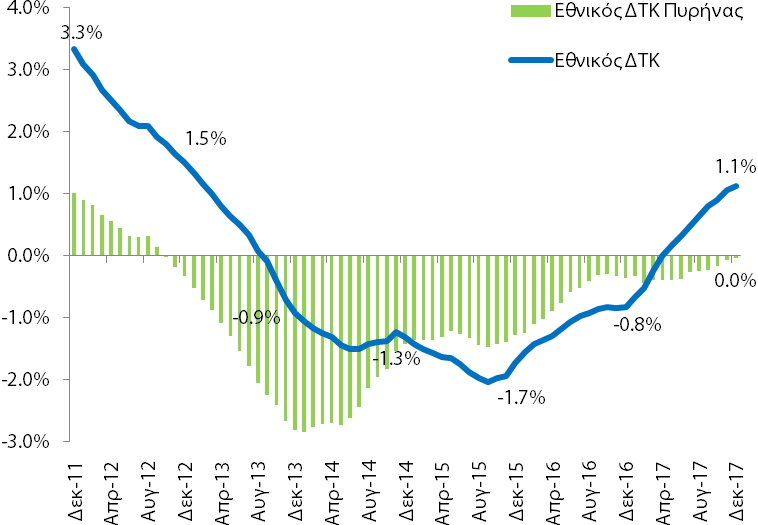 4.0%
Εθνικός ΔΤΚ Πυρήνας
3.3%
3.0%
Εθνικός ΔΤΚ
2.0%
1.5%
1.1%
1.0%
0.0%
0.0%
-0.9%
-0.8%
-1.0%
-1.3%
-1.7%
-2.0%
-3.0%
Δεκ-11
Απρ-12
Αυγ-12
Δεκ-12
Απρ-13
Αυγ-13
Δεκ-13
Απρ-14
Αυγ-14
Δεκ-14
Απρ-15
Αυγ-15
Δεκ-15
Απρ-16
Αυγ-16
Δεκ-16
Απρ-17
Αυγ-17
Δεκ-17